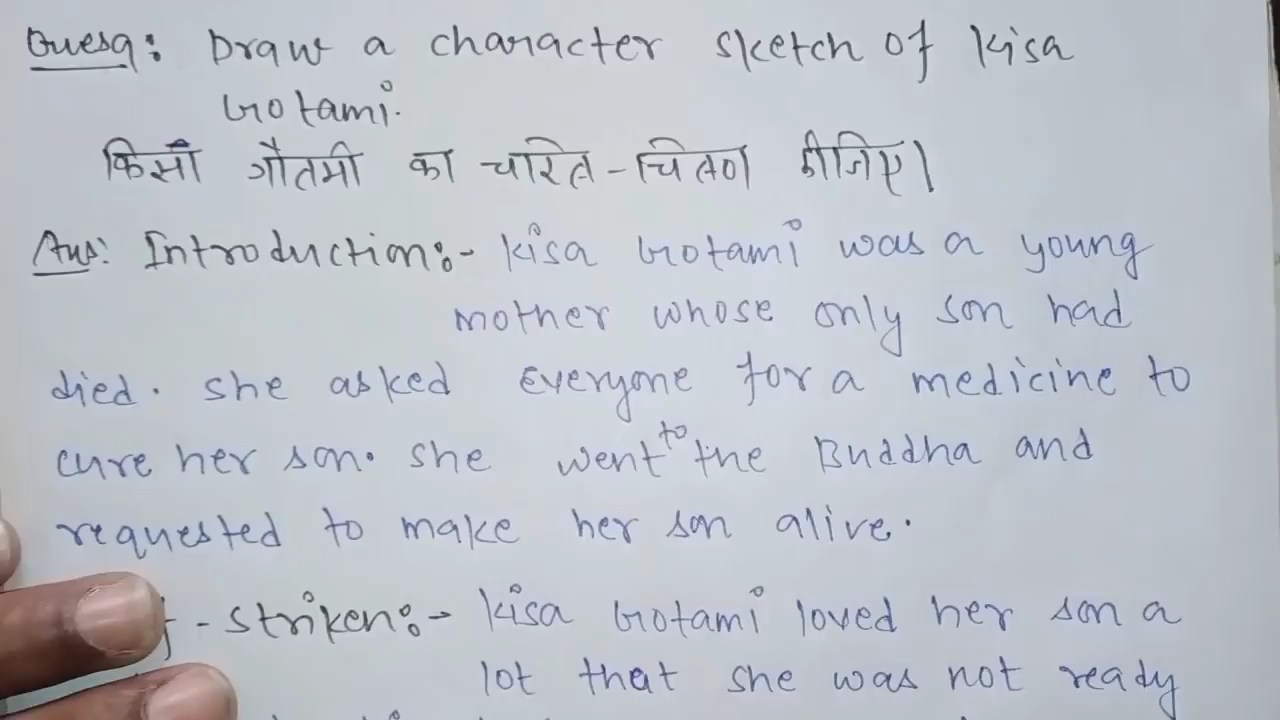 Quesq: Draw a character sketch of Kisa
Gotami.
किसी गौतमी का चरित्र-चित्रण कीजिए।
Ans: Introduction:- Kisa Gotami was a young
mother whose only son had
died. She asked everyone for a medicine to
cure her son. She went to the Buddha and
requested to make her son alive.
- striken:- Kisa Gotami loved her son a
lot that she was not ready